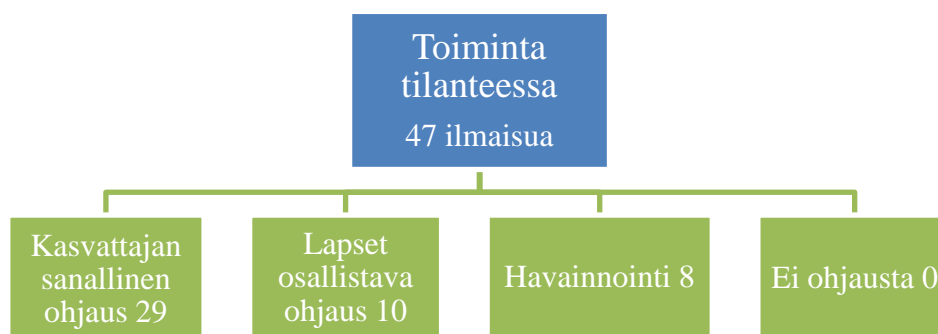 Toiminta
tilanteessa
47 ilmaisua
Kasvattajan
sanallinen
ohjaus 29
Lapset
osallistava
ohjaus 10
Havainnointi 8
Ei ohjausta 0